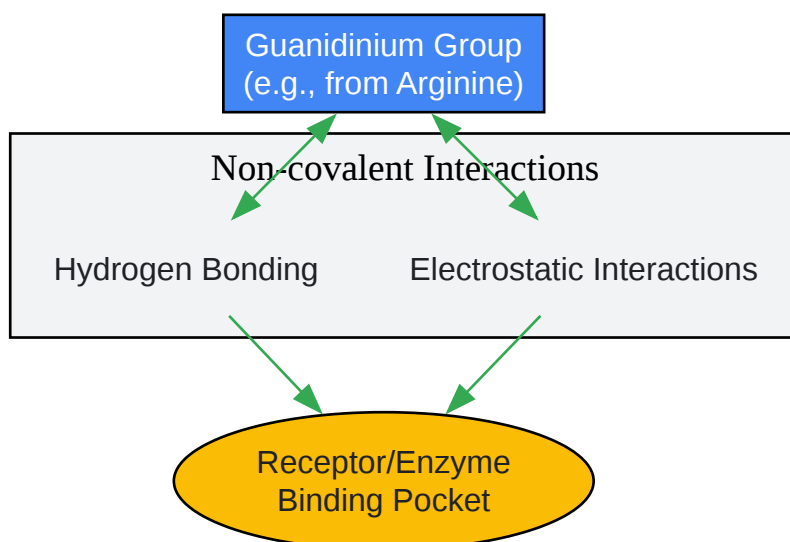 Guanidinium Group
(e.g., from Arginine)
Non-covalent Interactions
Hydrogen Bonding
Electrostatic Interactions
Receptor/Enzyme
Binding Pocket